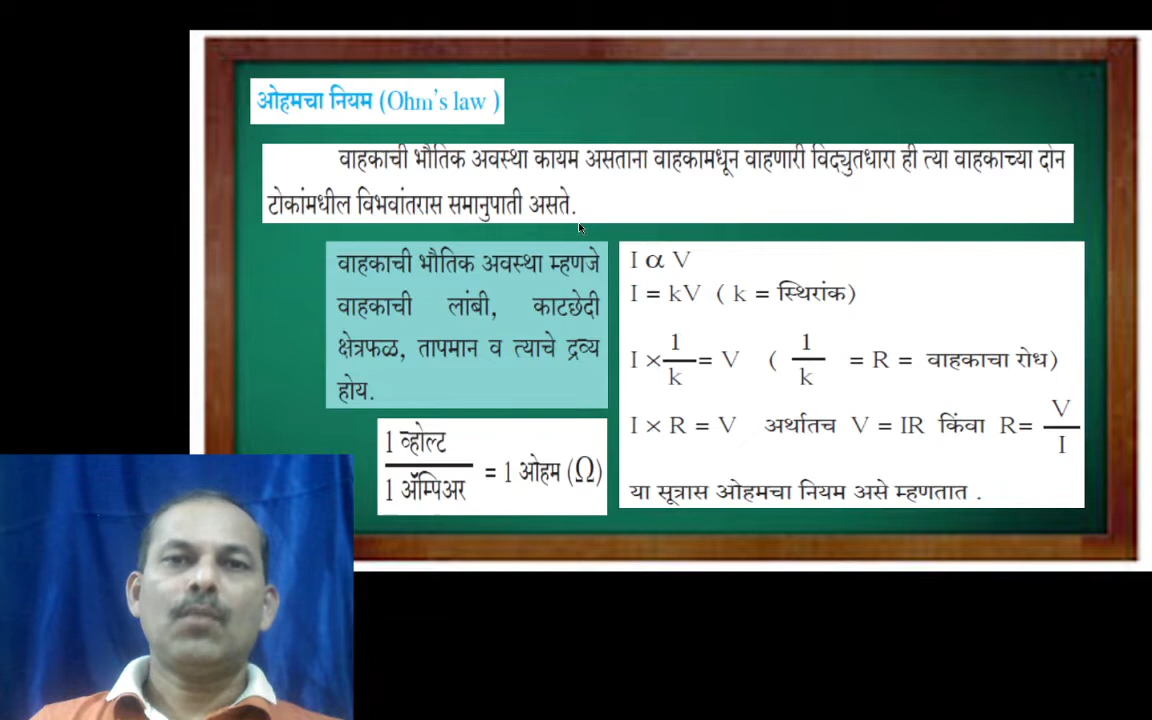 ओहमचा नियम (Ohm's law )
वाहकाची भौतिक अवस्था कायम असताना वाहकामधून वाहणारी विद्युतधारा ही त्या वाहकाच्या दोन
टोकांमधील विभवांतरास समानुपाती असते.
वाहकाची भौतिक अवस्था म्हणजे
वाहकाची लांबी, काटछेदी
क्षेत्रफळ, तापमान व त्याचे द्रव्य
होय.
1 व्होल्ट
1 ॲम्पिअर = 1 ओहम (Ω)
I α V
I = kV ( k = स्थिरांक)
I × 1/k = V ( 1/k = R = वाहकाचा रोध)
I × R = V अर्थातच V = IR किंवा R= V/I
या सूत्रास ओहमचा नियम असे म्हणतात .